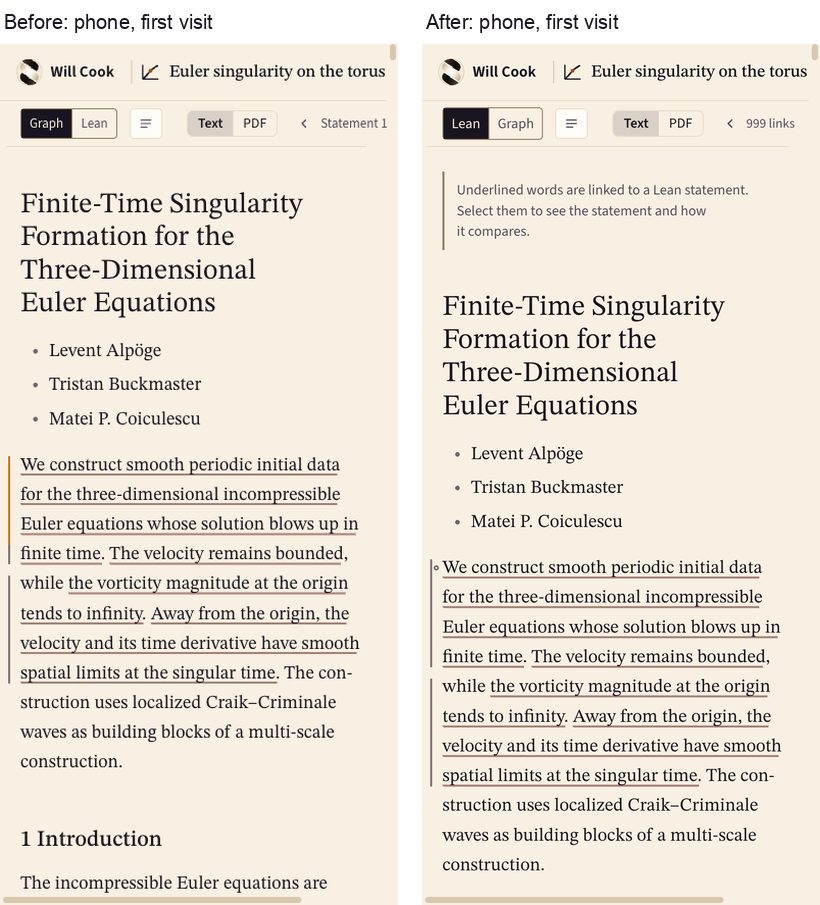 Before: phone, first visit
Will Cook
Euler singularity on the torus
Graph Lean Text PDF Statement 1
Finite-Time Singularity
Formation for the
Three-Dimensional
Euler Equations
• Levent Alpöge
• Tristan Buckmaster
• Matei P. Coiculescu
We construct smooth periodic initial data
for the three-dimensional incompressible
Euler equations whose solution blows up in
finite time. The velocity remains bounded,
while the vorticity magnitude at the origin
tends to infinity. Away from the origin, the
velocity and its time derivative have smooth
spatial limits at the singular time. The con-
struction uses localized Craik–Criminale
waves as building blocks of a multi-scale
construction.
1 Introduction
The incompressible Euler equations are
After: phone, first visit
Will Cook
Euler singularity on the torus
Lean Graph Text PDF 999 links
Underlined words are linked to a Lean statement.
Select them to see the statement and how
it compares.
Finite-Time Singularity
Formation for the
Three-Dimensional
Euler Equations
• Levent Alpöge
• Tristan Buckmaster
• Matei P. Coiculescu
We construct smooth periodic initial data
for the three-dimensional incompressible
Euler equations whose solution blows up in
finite time. The velocity remains bounded,
while the vorticity magnitude at the origin
tends to infinity. Away from the origin, the
velocity and its time derivative have smooth
spatial limits at the singular time. The con-
struction uses localized Craik–Criminale
waves as building blocks of a multi-scale
construction.